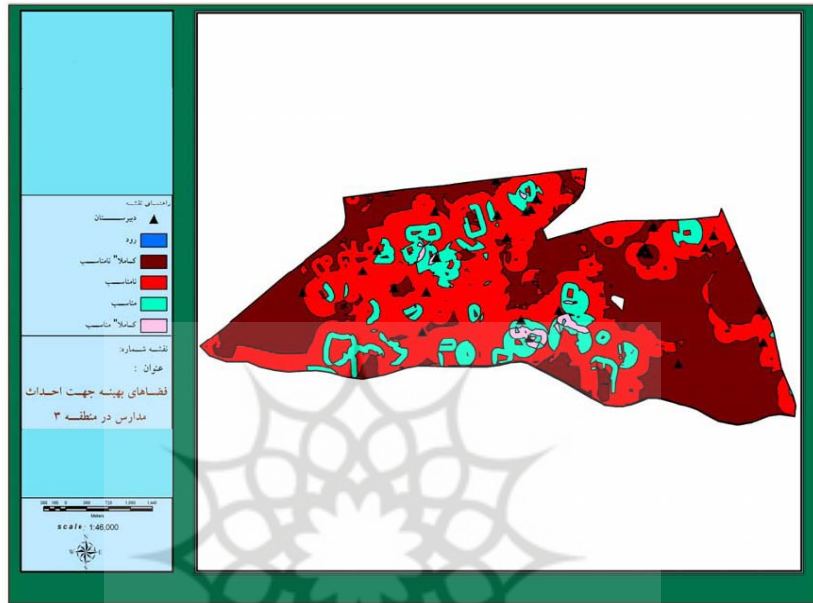 راهنمای نقشه
دبیرستان
رود
کاملا" نامناسب
نامناسب
مناسب
کاملا" مناسب
نقشه شماره:
عنوان :
فضاهای بهینه جهت احداث
مدارس در منطقه ۳
Meters
scale: 1:46,000
N
W E
S